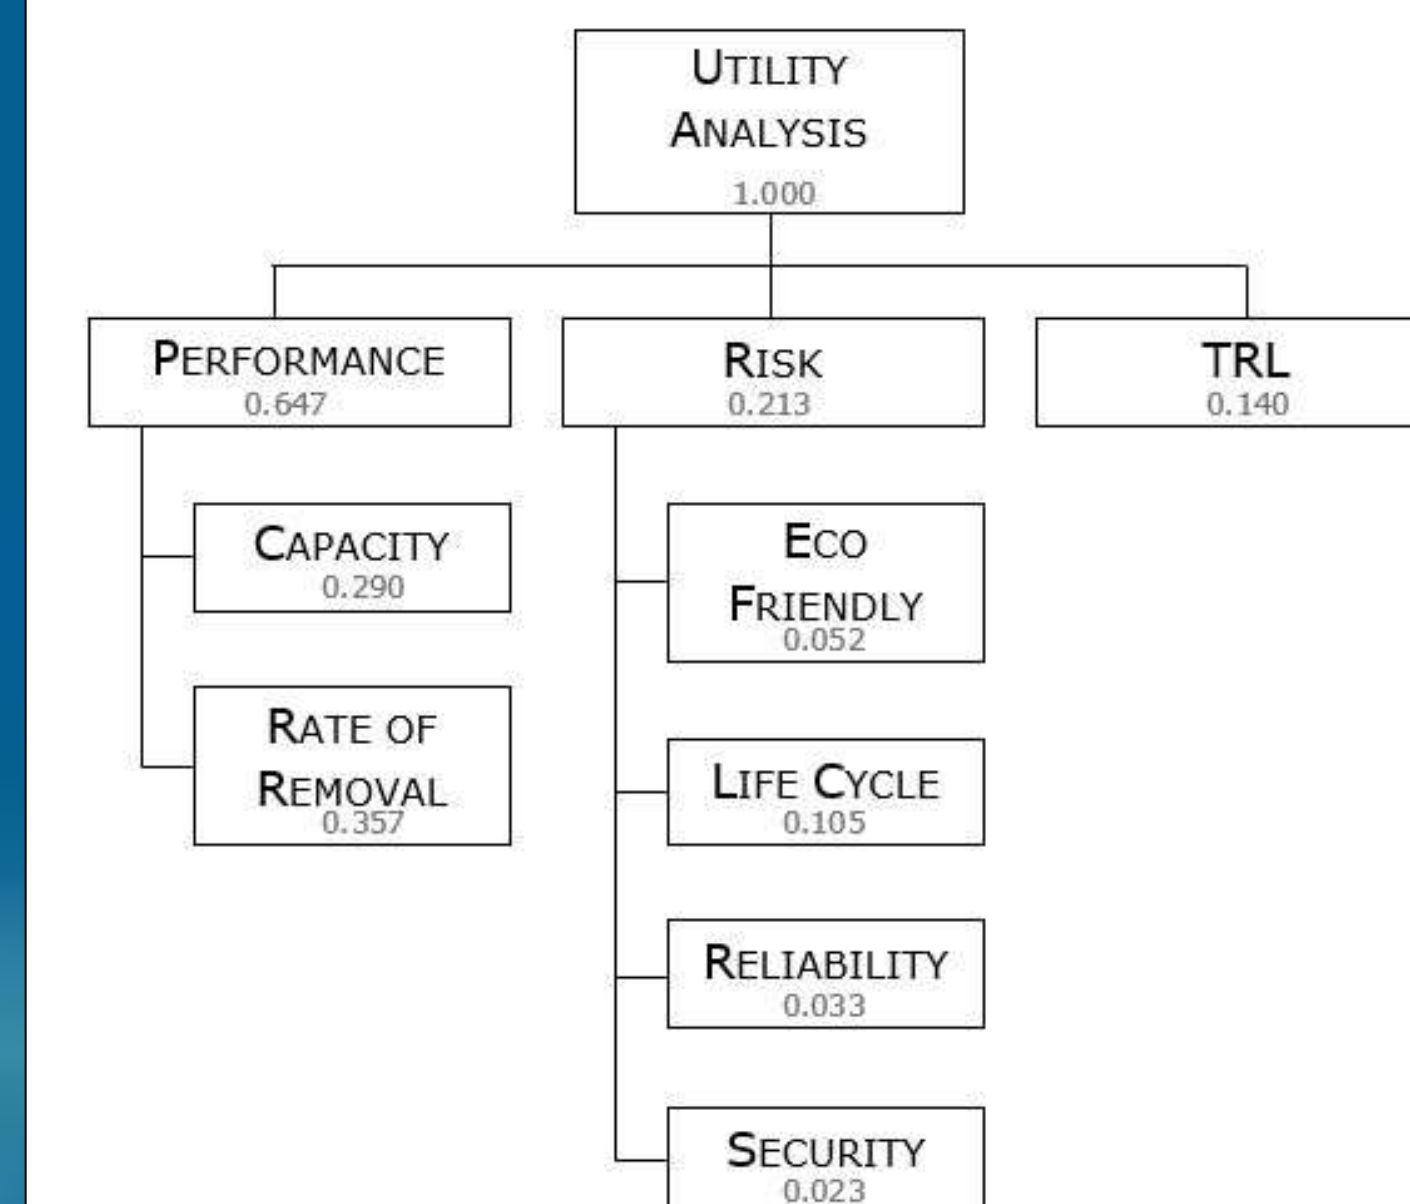 UTILITY
ANALYSIS
1.000
PERFORMANCE
0.647
RISK
0.213
TRL
0.140
CAPACITY
0.290
RATE OF
REMOVAL
0.357
ECO
FRIENDLY
0.052
LIFE CYCLE
0.105
RELIABILITY
0.033
SECURITY
0.023